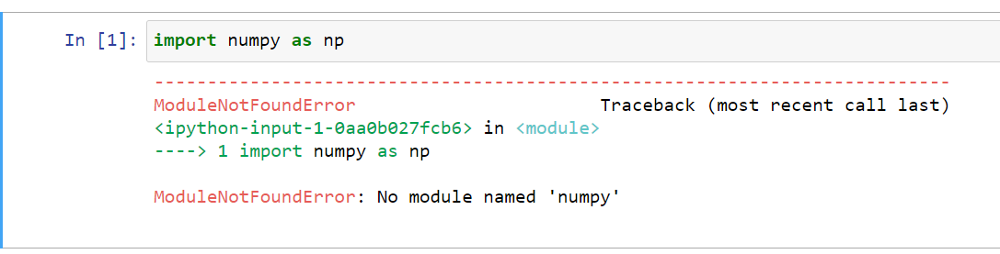 In [1]: import numpy as np
---------------------------------------------------------------------------
ModuleNotFoundError                       Traceback (most recent call last)
<ipython-input-1-0aa0b027fcb6> in <module>
----> 1 import numpy as np

ModuleNotFoundError: No module named 'numpy'